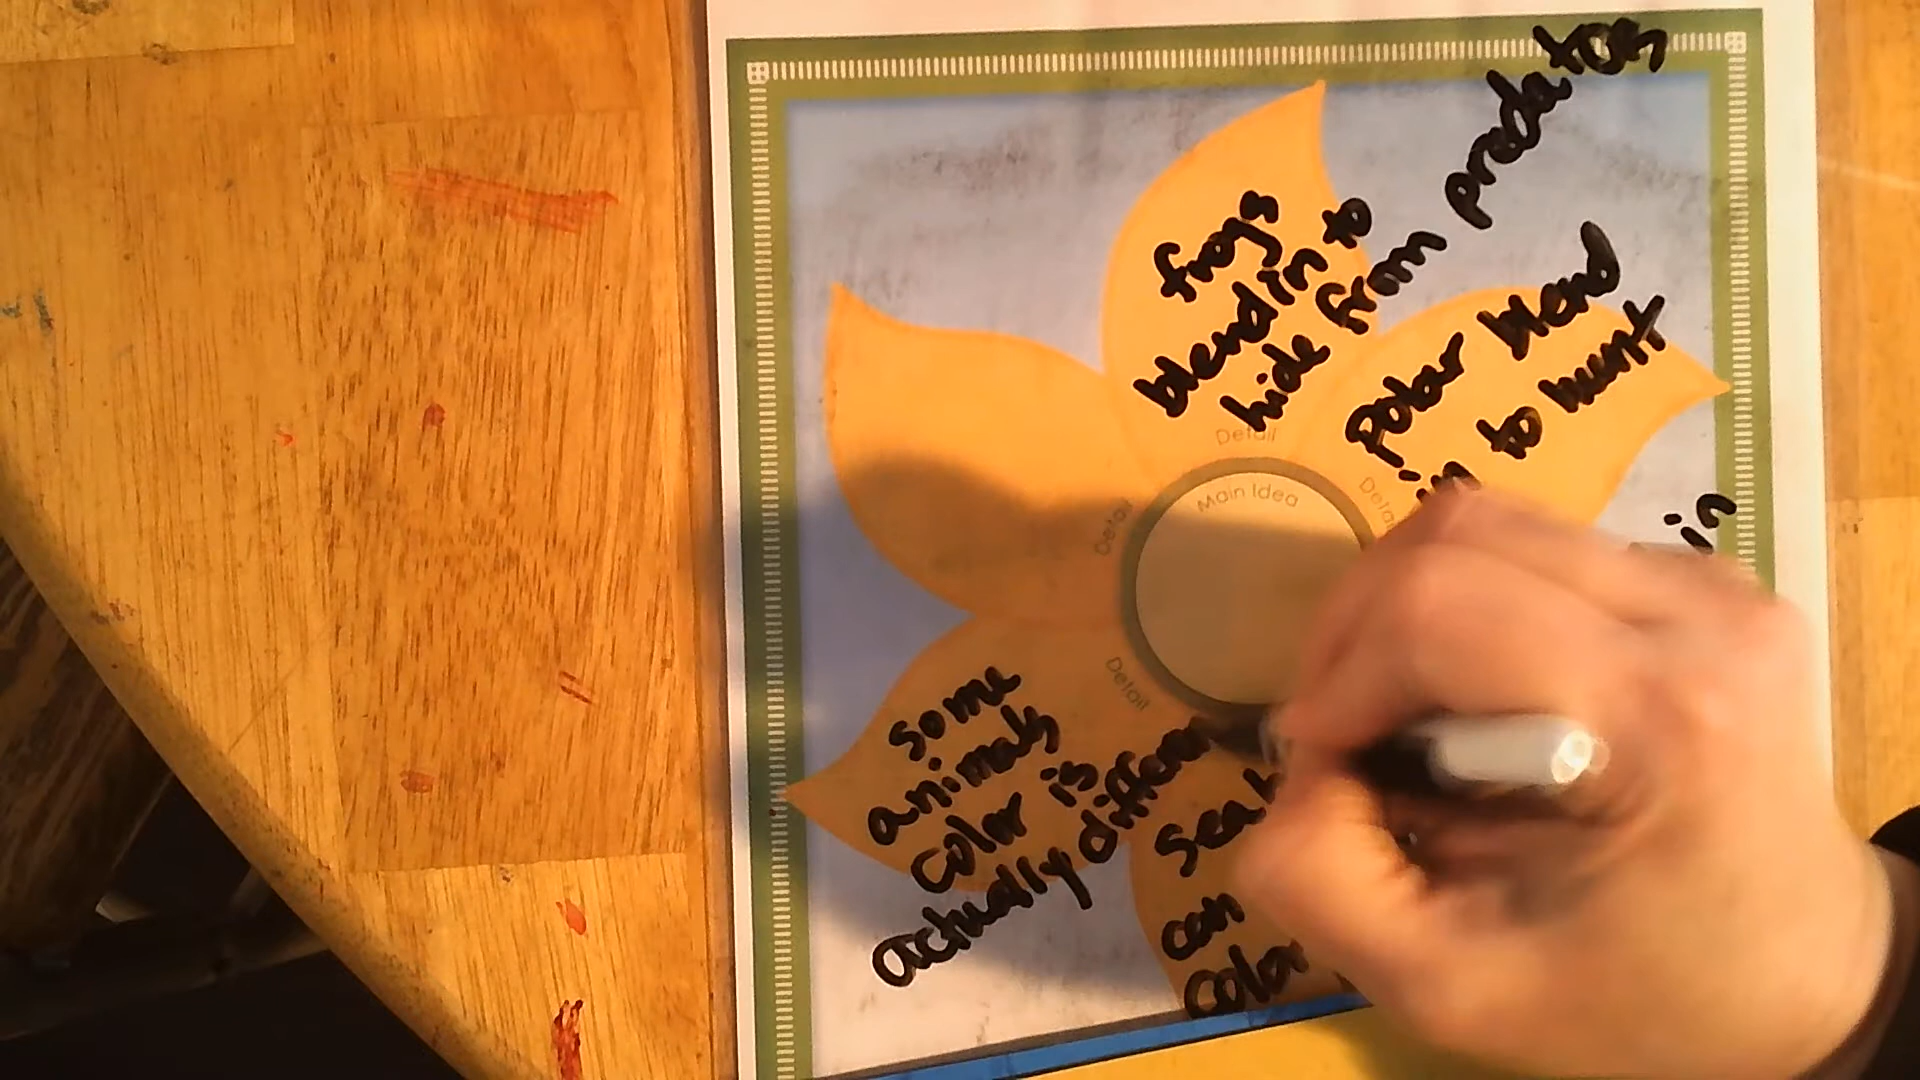 frogs
blend in to
hide from predators
Detail
Polar blend
in to hunt
Detail
in
Main Idea
Detail
Detail
some
animals
color is
actually different
can
color